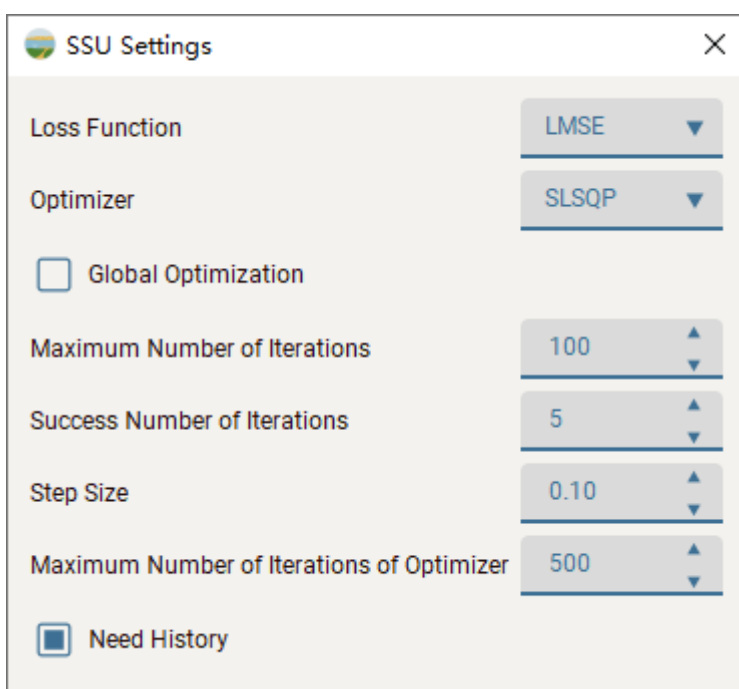 SSU Settings
Loss Function LMSE
Optimizer SLSQP
Global Optimization
Maximum Number of Iterations 100
Success Number of Iterations 5
Step Size 0.10
Maximum Number of Iterations of Optimizer 500
Need History